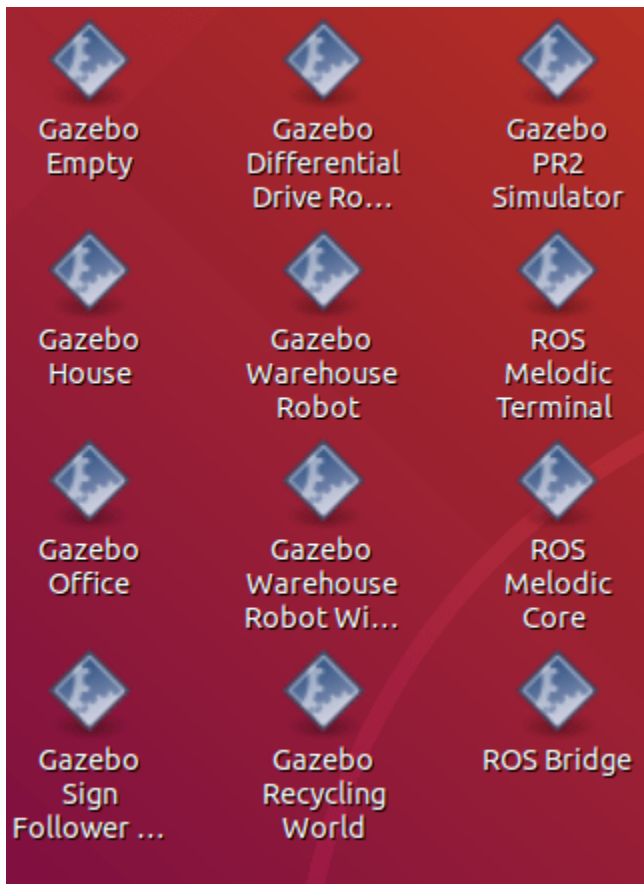 Gazebo
Empty
Gazebo
Differential
Drive Ro...
Gazebo
PR2
Simulator
Gazebo
House
Gazebo
Warehouse
Robot
ROS
Melodic
Terminal
Gazebo
Office
Gazebo
Warehouse
Robot Wi...
ROS
Melodic
Core
Gazebo
Sign
Follower ...
Gazebo
Recycling
World
ROS Bridge